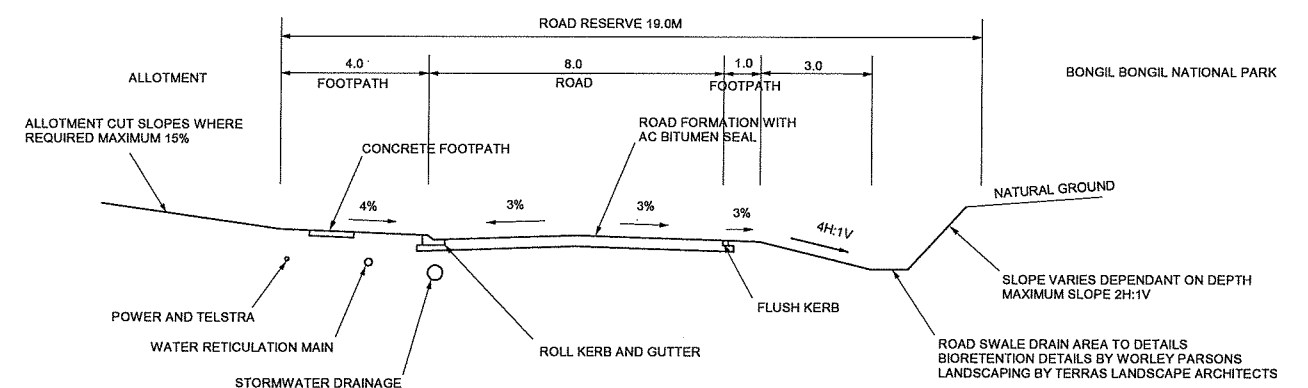 ROAD RESERVE 19.0M
4.0
8.0
1.0
3.0
ALLOTMENT
FOOTPATH
ROAD
FOOTPATH
BONGIL BONGIL NATIONAL PARK
ALLOTMENT CUT SLOPES WHERE
REQUIRED MAXIMUM 15%
CONCRETE FOOTPATH
ROAD FORMATION WITH
AC BITUMEN SEAL
NATURAL GROUND
4%
3%
3%
3%
4H:1V
SLOPE VARIES DEPENDANT ON DEPTH
MAXIMUM SLOPE 2H:1V
FLUSH KERB
POWER AND TELSTRA
WATER RETICULATION MAIN
ROLL KERB AND GUTTER
STORMWATER DRAINAGE
ROAD SWALE DRAIN AREA TO DETAILS
BIORETENTION DETAILS BY WORLEY PARSONS
LANDSCAPING BY TERRAS LANDSCAPE ARCHITECTS